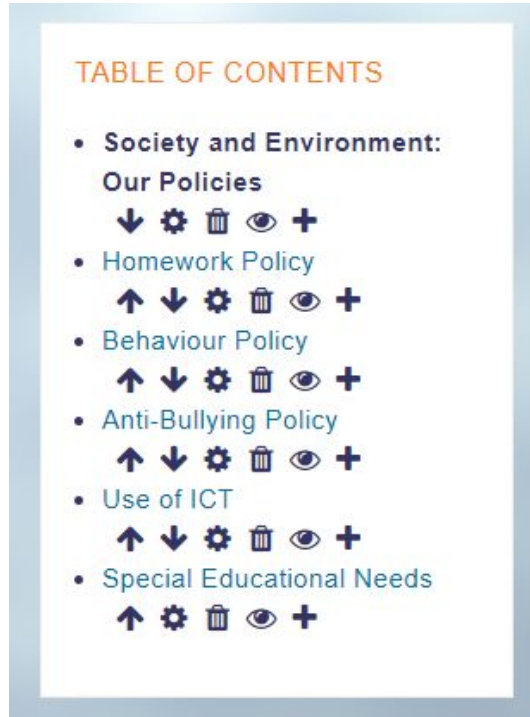 TABLE OF CONTENTS
Society and Environment:
Our Policies
Homework Policy
Behaviour Policy
Anti-Bullying Policy
Use of ICT
Special Educational Needs